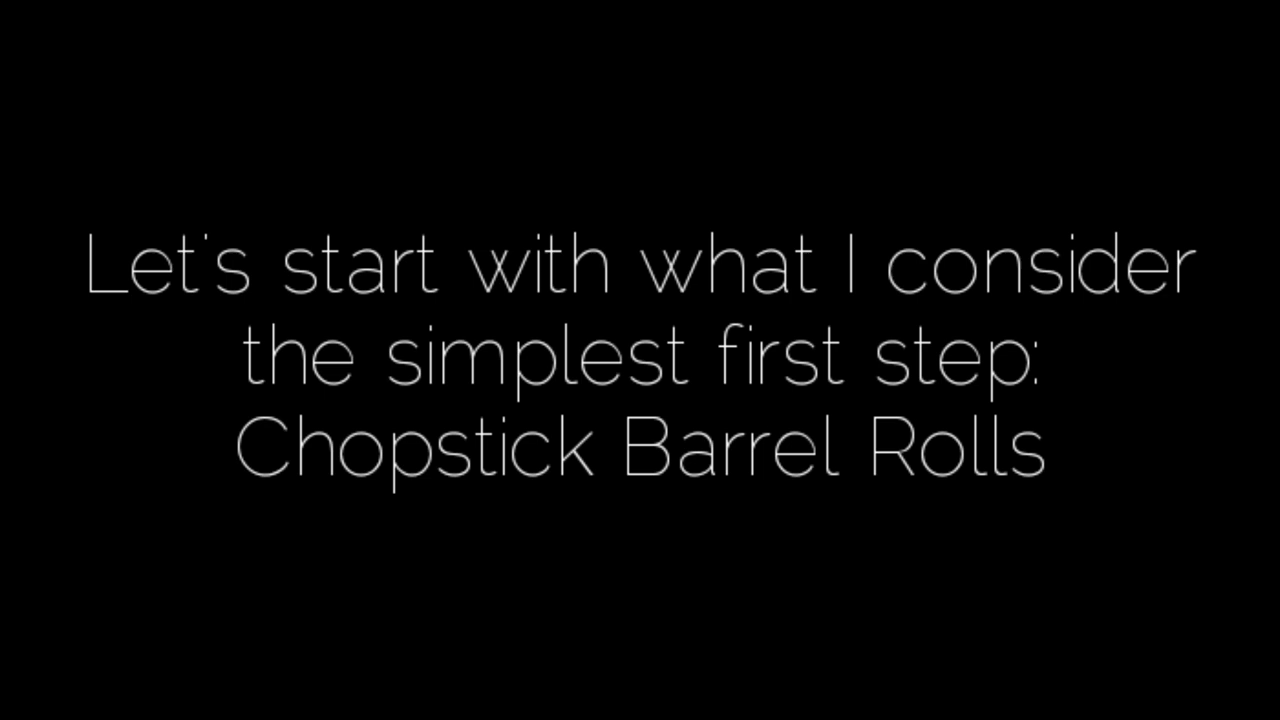 Let's start with what I consider
the simplest first step:
Chopstick Barrel Rolls